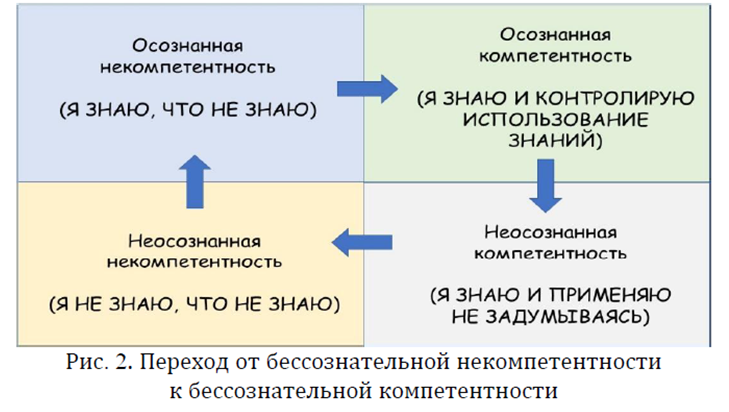 Осознанная
некомпетентность
(Я ЗНАЮ, ЧТО НЕ ЗНАЮ)
Осознанная
компетентность
(Я ЗНАЮ И КОНТРОЛИРУЮ
ИСПОЛЬЗОВАНИЕ
ЗНАНИЙ)
Неосознанная
некомпетентность
(Я НЕ ЗНАЮ, ЧТО НЕ ЗНАЮ)
Неосознанная
компетентность
(Я ЗНАЮ И ПРИМЕНЯЮ
НЕ ЗАДУМЫВАЯСЬ)
Рис. 2. Переход от бессознательной некомпетентности
к бессознательной компетентности